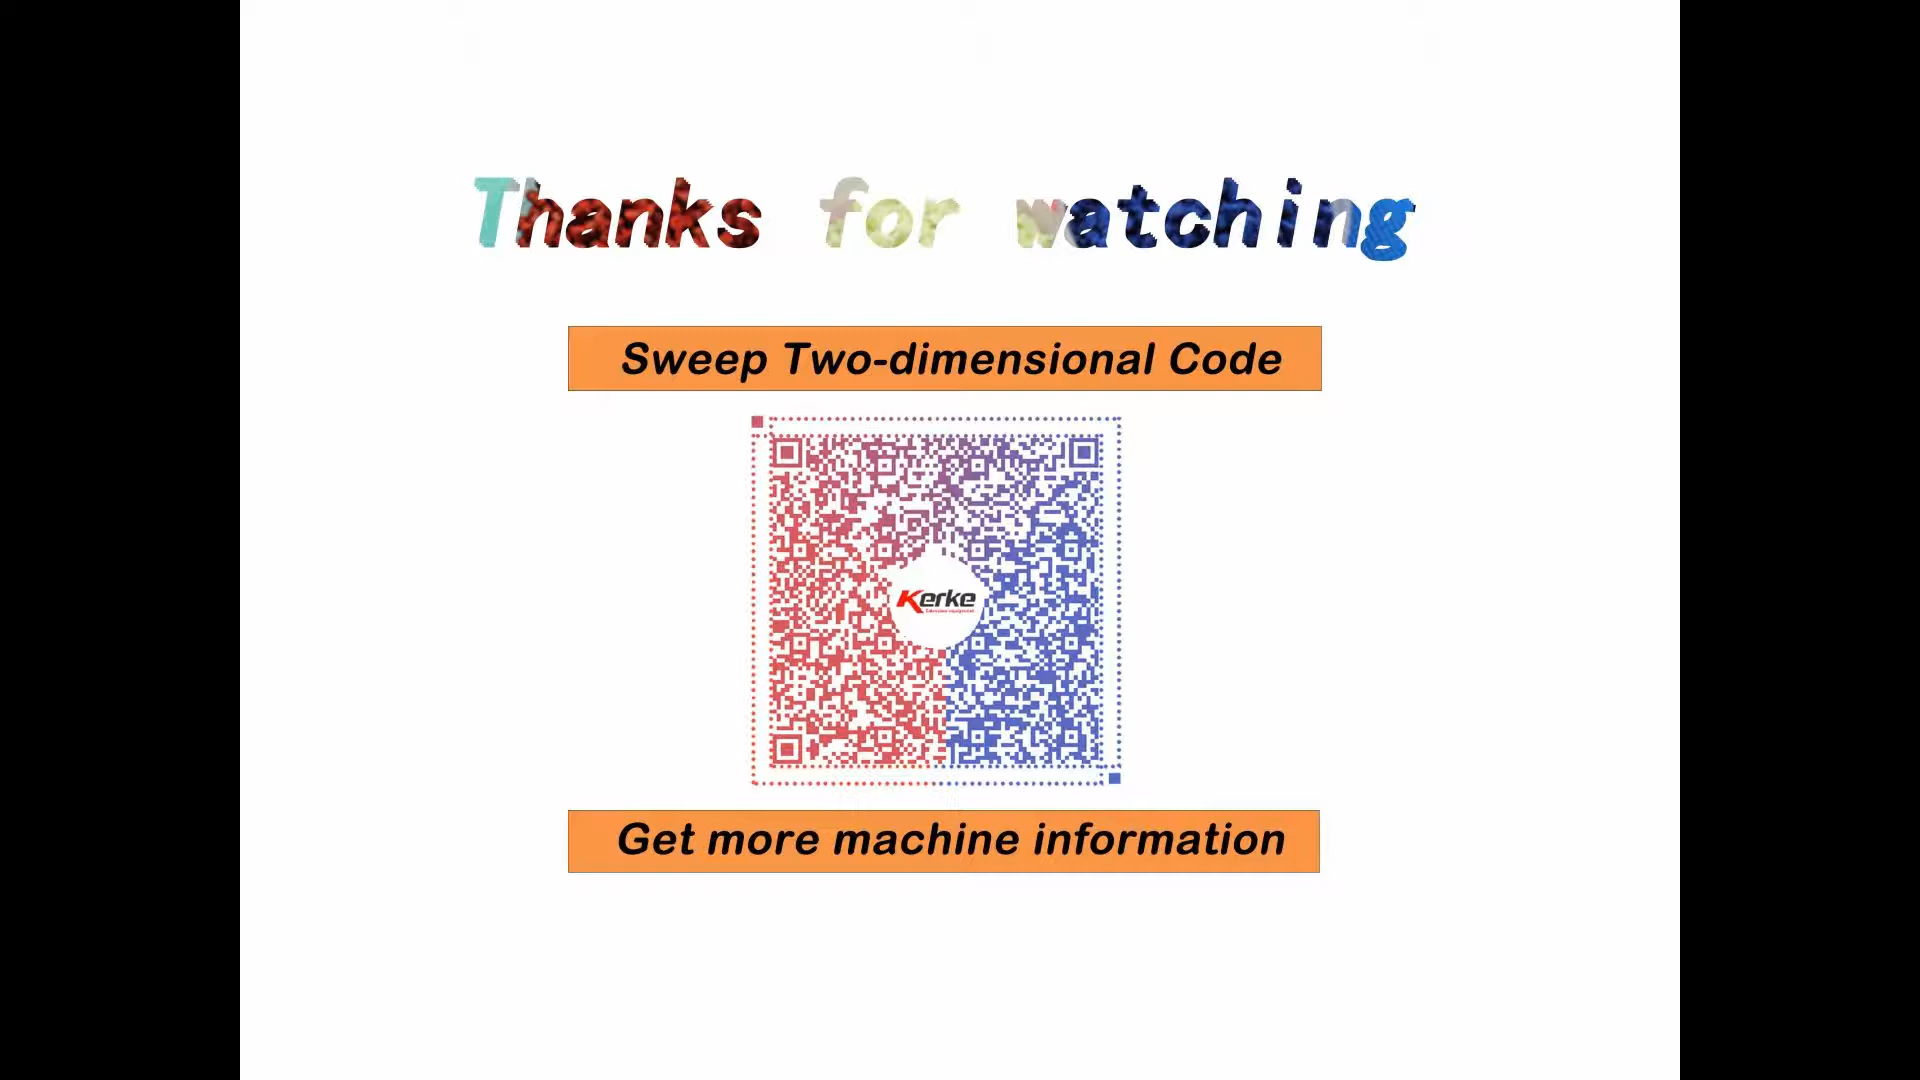 Thanks for watching
Sweep Two-dimensional Code
Kerke
Get more machine information